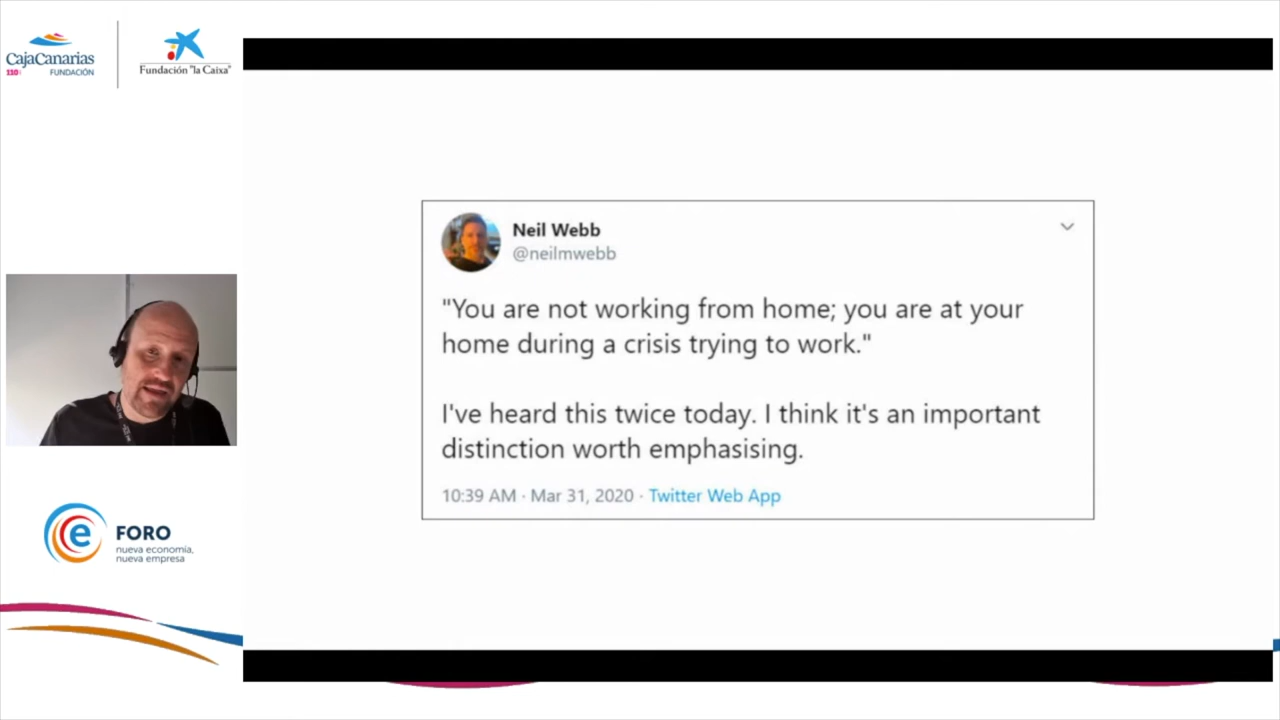 CajaCanarias
110
FUNDACIÓN
Fundación "la Caixa"
Neil Webb
@neilmwebb
"You are not working from home; you are at your
home during a crisis trying to work."
I've heard this twice today. I think it's an important
distinction worth emphasising.
10:39 AM · Mar 31, 2020 · Twitter Web App
e
FORO
nueva economía,
nueva empresa